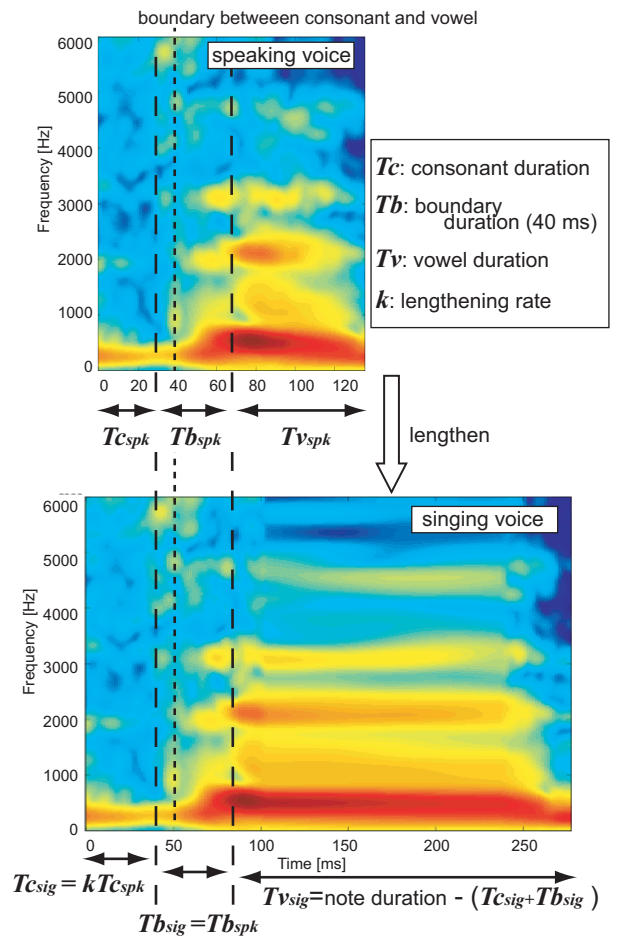 boundary betweeen consonant and vowel
6000
speaking voice
5000
4000
3000
2000
1000
0
Frequency [Hz]
0 20 40 60 80 100 120
Tc: consonant duration
Tb: boundary
duration (40 ms)
Tv: vowel duration
k: lengthening rate
Tcspk Tbspk Tvspk
lengthen
singing voice
5000
4000
3000
2000
1000
0
Frequency [Hz]
0 50 100 150 200 250
Time [ms]
Tcsig = kTcspk
Tvsig=note duration - (Tcsig+Tbsig )
Tbsig =Tbspk